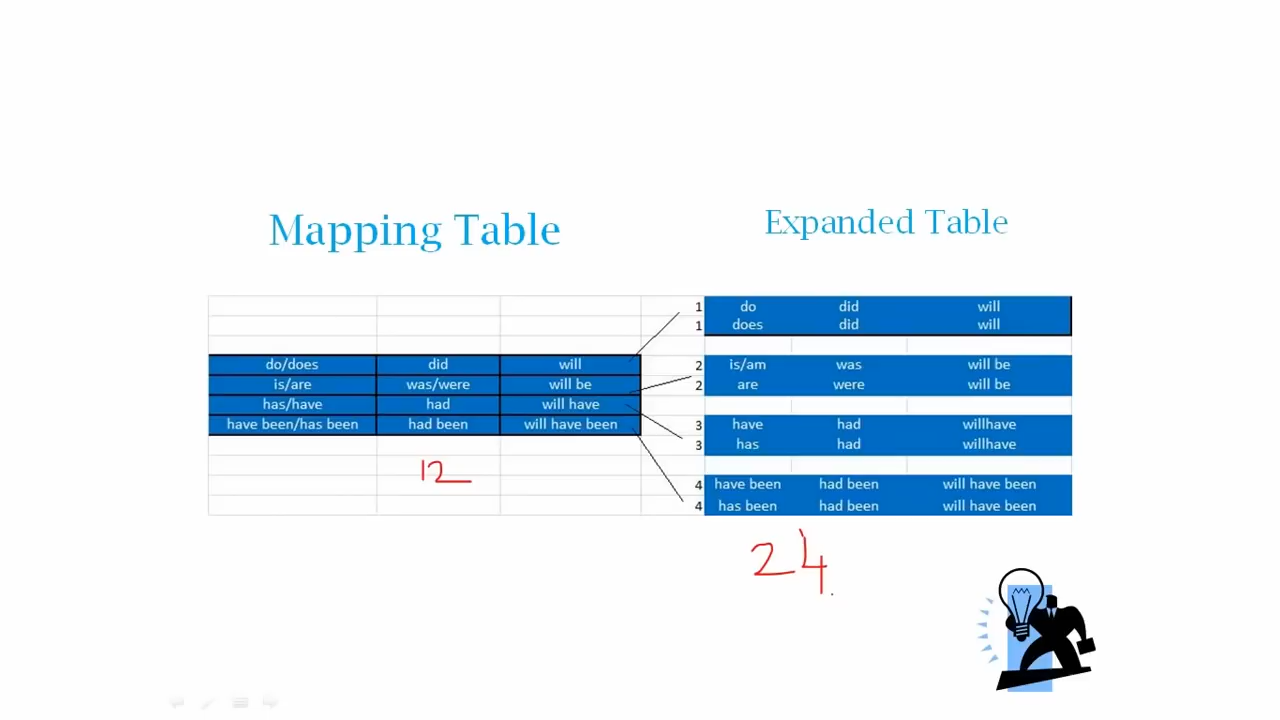 Mapping Table
do/does did will
is/are was/were will be
has/have had will have
have been/has been had been will have been
12
Expanded Table
1 do did will
1 does did will
2 is/am was will be
2 are were will be
3 have had willhave
3 has had willhave
4 have been had been will have been
4 has been had been will have been
24